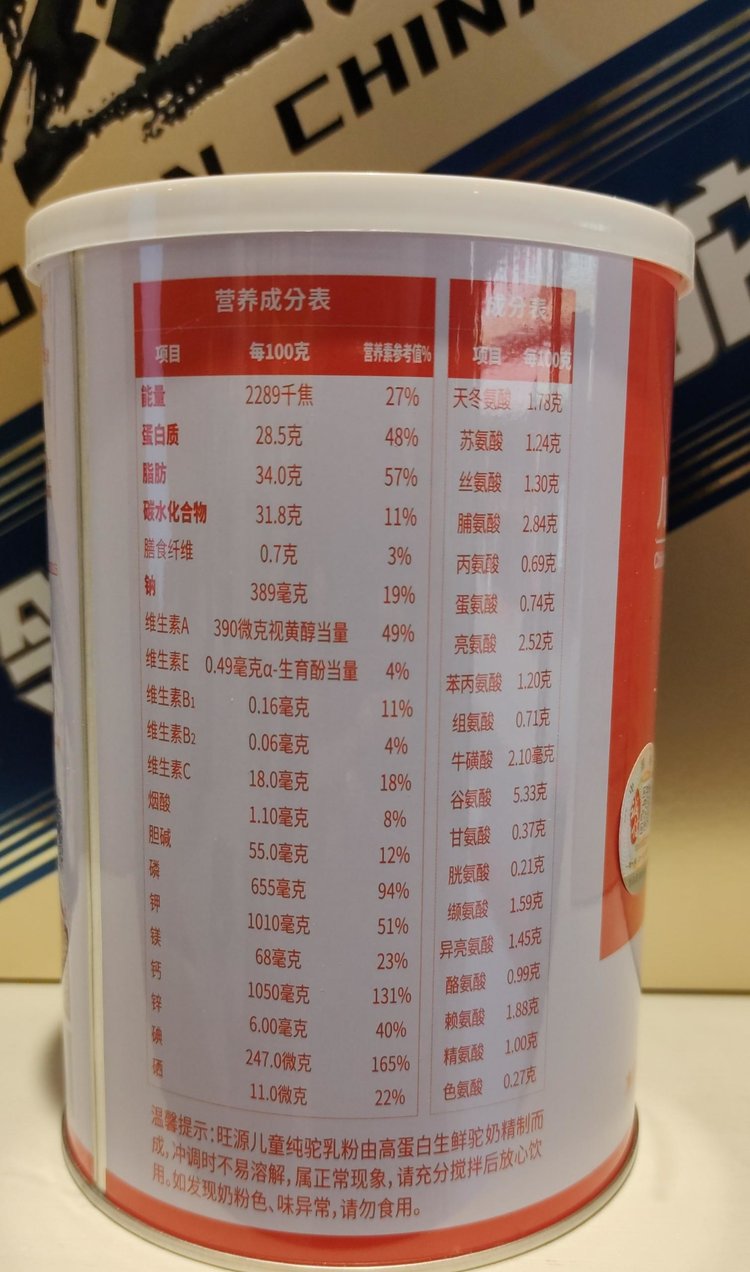 N CHINA
营养成分表
项目 每100克 营养素参考值%
能量 2289千焦 27%
蛋白质 28.5克 48%
脂肪 34.0克 57%
碳水化合物 31.8克 11%
膳食纤维 0.7克 3%
钠 389毫克 19%
维生素A 390微克视黄醇当量 49%
维生素E 0.49毫克α-生育酚当量 4%
维生素B₁ 0.16毫克 11%
维生素B₂ 0.06毫克 4%
维生素C 18.0毫克 18%
烟酸 1.10毫克 8%
胆碱 55.0毫克 12%
磷 655毫克 94%
钾 1010毫克 51%
镁 68毫克 23%
钙 1050毫克 131%
锌 6.00毫克 40%
碘 247.0微克 165%
硒 11.0微克 22%
成分表
项目 每100克
天冬氨酸 1.78克
苏氨酸 1.24克
丝氨酸 1.30克
脯氨酸 2.84克
丙氨酸 0.69克
蛋氨酸 0.74克
亮氨酸 2.52克
苯丙氨酸 1.20克
组氨酸 0.71克
牛磺酸 2.10毫克
谷氨酸 5.33克
甘氨酸 0.37克
胱氨酸 0.21克
缬氨酸 1.59克
异亮氨酸 1.45克
酪氨酸 0.99克
赖氨酸 1.88克
精氨酸 1.00克
色氨酸 0.27克
温馨提示:旺源儿童纯驼乳粉由高蛋白生鲜驼奶精制而
成,冲调时不易溶解,属正常现象,请充分搅拌后放心饮
用。如发现奶粉色、味异常,请勿食用。